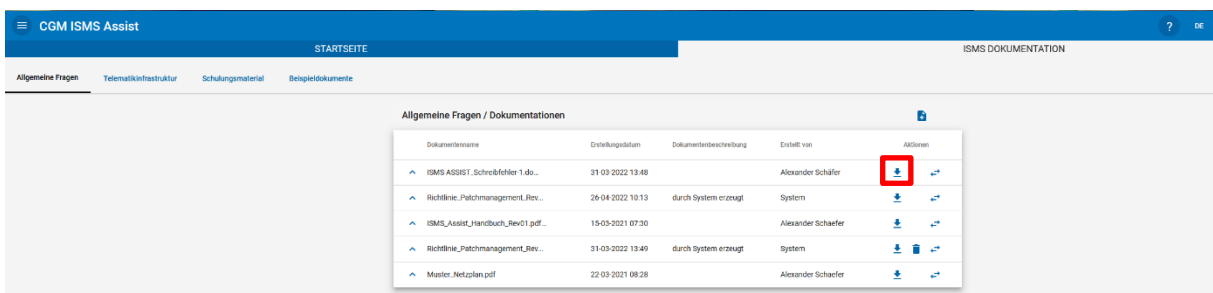 CGM ISMS Assist ? DE
STARTSEITE ISMS DOKUMENTATION
Allgemeine Fragen Telematikinfrastruktur Schulungsmaterial Beispieldokumente
Allgemeine Fragen / Dokumentationen
Dokumentenname Erstellungsdatum Dokumentenbeschreibung Erstellt von Aktionen
ISMS ASSIST_Schreibfehler-1.do... 31-03-2022 13:48 Alexander Schäfer
Richtlinie_Patchmanagement_Rev... 26-04-2022 10:13 durch System erzeugt System
ISMS_Assist_Handbuch_Rev01.pdf... 15-03-2021 07:30 Alexander Schaefer
Richtlinie_Patchmanagement_Rev... 31-03-2022 13:49 durch System erzeugt System
Muster_Netzplan.pdf 22-03-2021 08:28 Alexander Schaefer